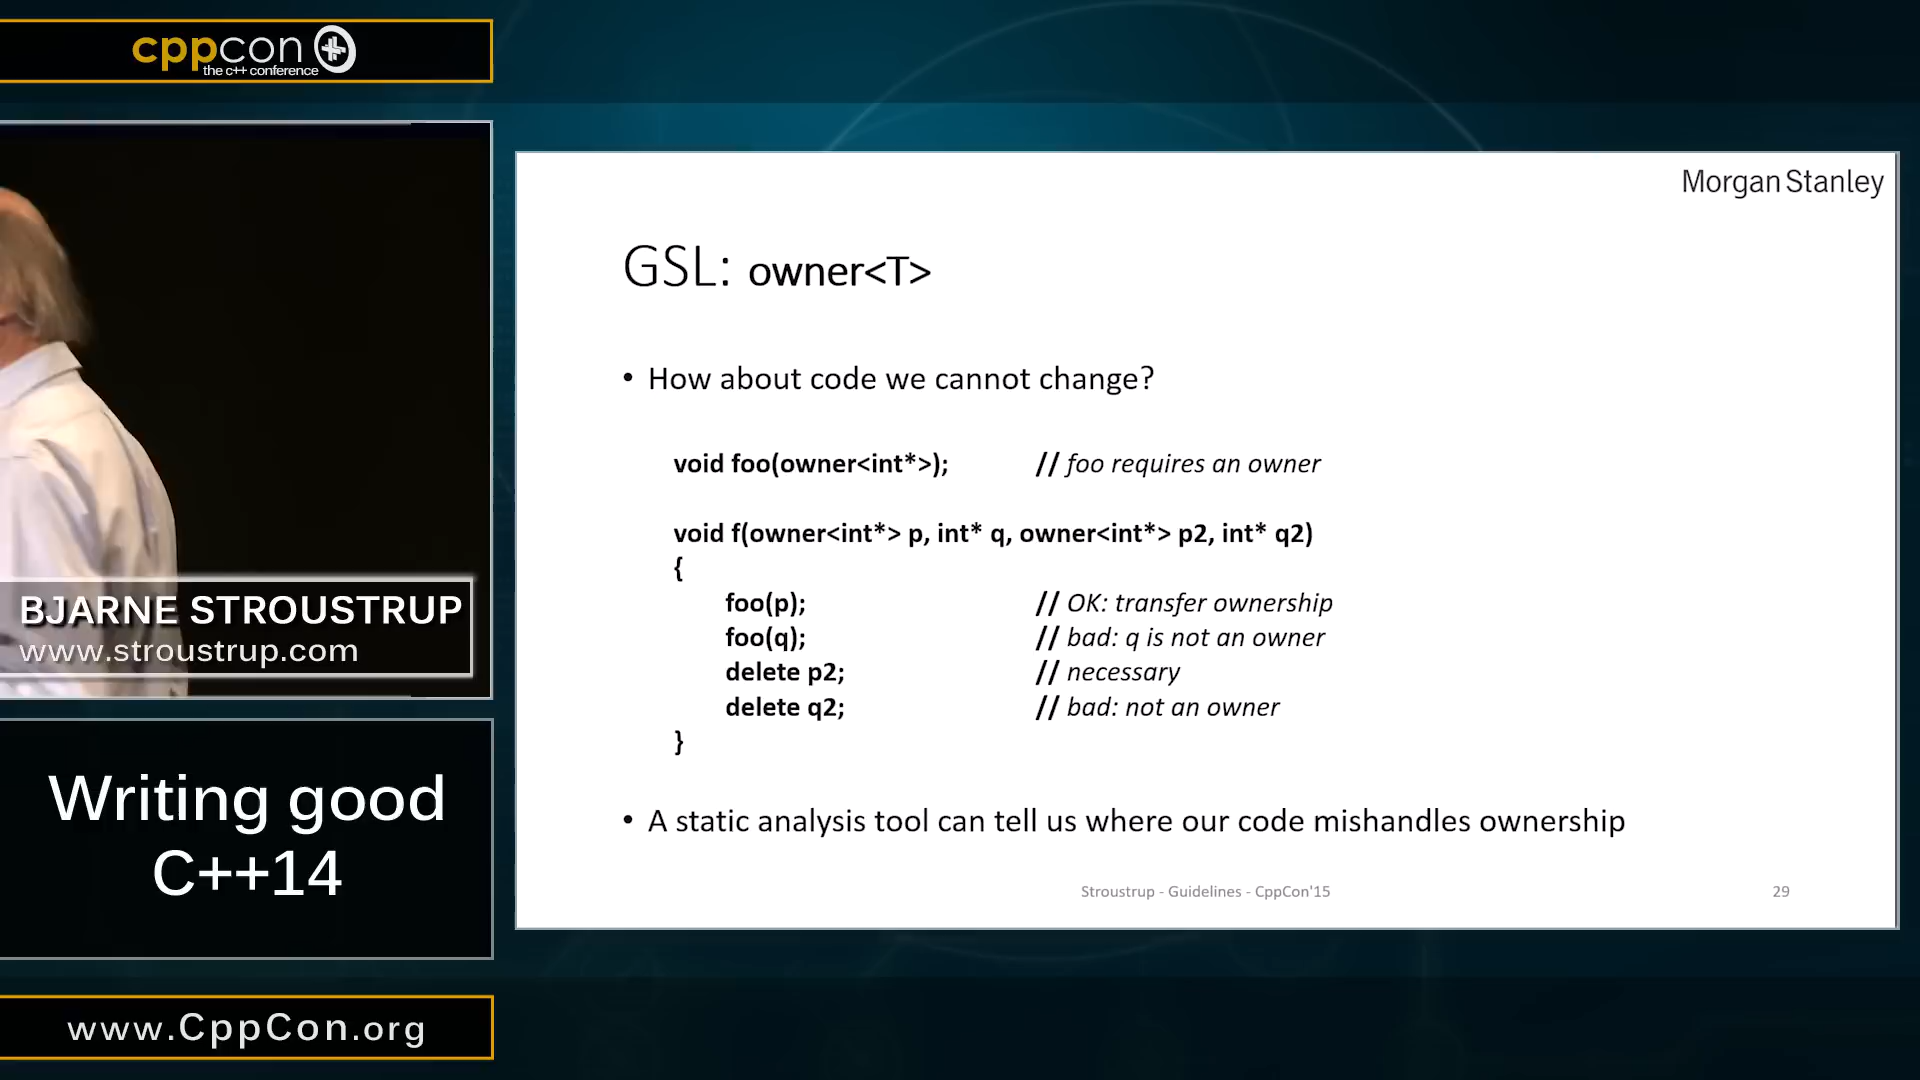 cppcon
the c++ conference
BJARNE STROUSTRUP
www.stroustrup.com
Writing good
C++14
www.CppCon.org
Morgan Stanley
GSL: owner<T>
• How about code we cannot change?
void foo(owner<int*>); // foo requires an owner
void f(owner<int*> p, int* q, owner<int*> p2, int* q2)
{
foo(p); // OK: transfer ownership
foo(q); // bad: q is not an owner
delete p2; // necessary
delete q2; // bad: not an owner
}
• A static analysis tool can tell us where our code mishandles ownership
Stroustrup - Guidelines - CppCon'15 29